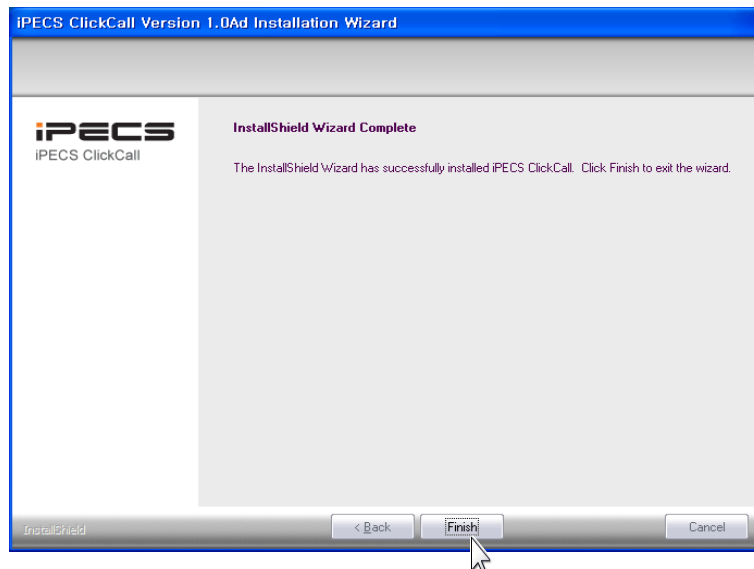 iPECS ClickCall Version 1.0Ad Installation Wizard
iPECS
iPECS ClickCall
InstallShield Wizard Complete
The InstallShield Wizard has successfully installed iPECS ClickCall. Click Finish to exit the wizard.
InstallShield
< Back
Finish
Cancel